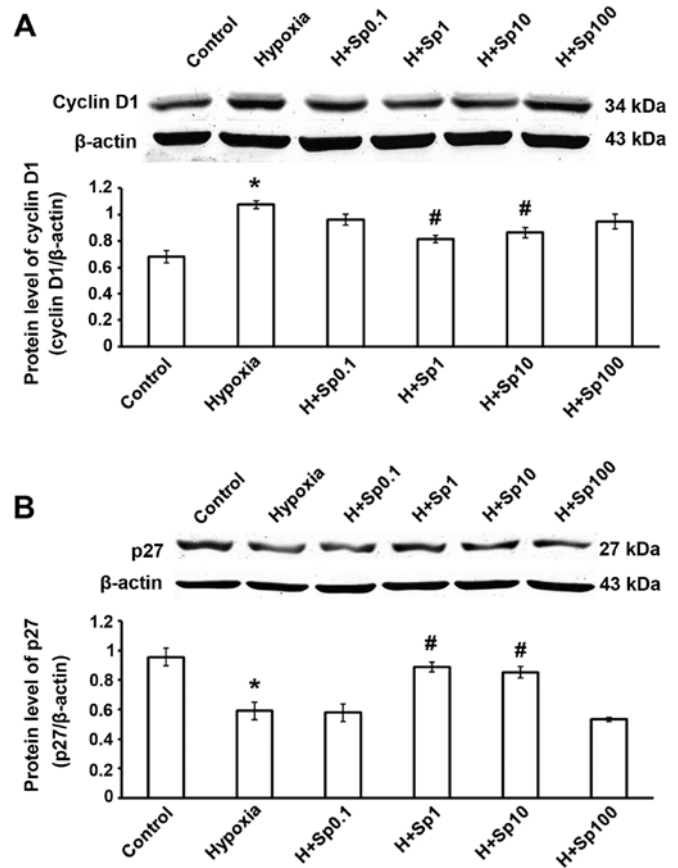 A
Control Hypoxia H+Sp0.1 H+Sp1 H+Sp10 H+Sp100
Cyclin D1 34 kDa
β-actin 43 kDa
Protein level of cyclin D1
(cyclin D1/β-actin)
1.2
1
0.8
0.6
0.4
0.2
0
* # #
Control Hypoxia H+Sp0.1 H+Sp1 H+Sp10 H+Sp100
B
Control Hypoxia H+Sp0.1 H+Sp1 H+Sp10 H+Sp100
p27 27 kDa
β-actin 43 kDa
Protein level of p27
(p27/β-actin)
1.2
1
0.8
0.6
0.4
0.2
0
* # #
Control Hypoxia H+Sp0.1 H+Sp1 H+Sp10 H+Sp100